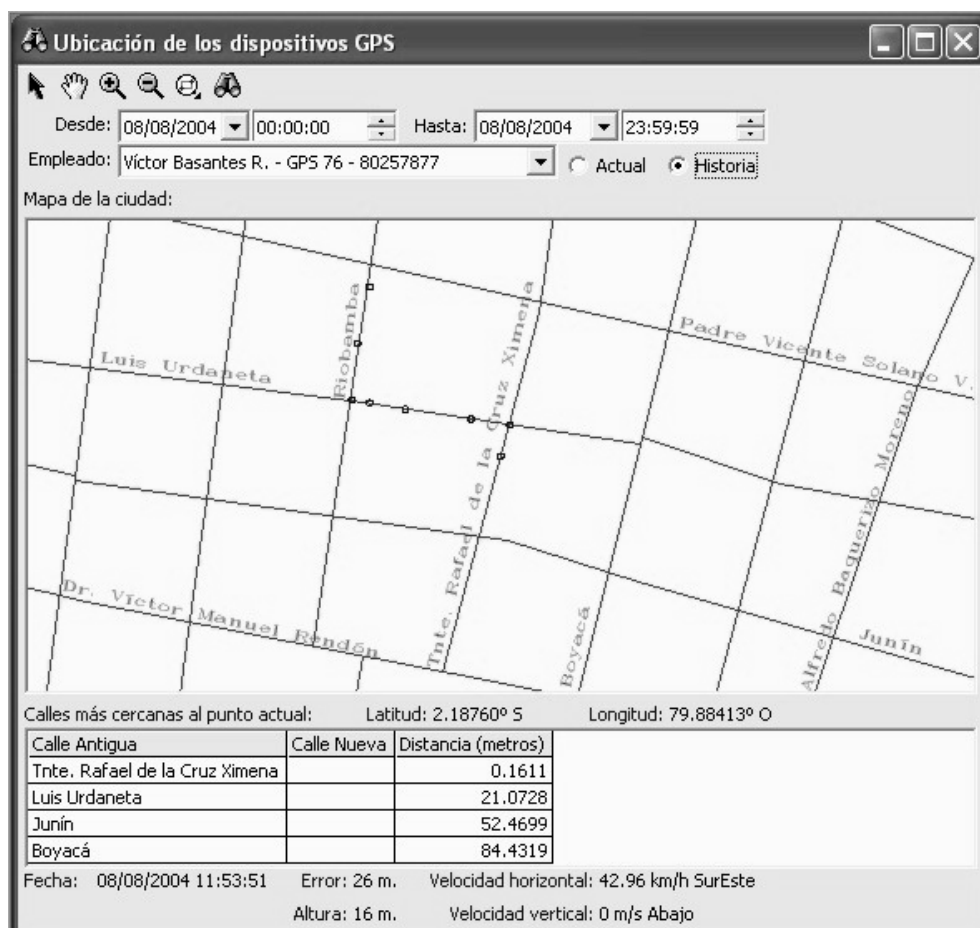 Ubicación de los dispositivos GPS
Desde: 08/08/2004 00:00:00 Hasta: 08/08/2004 23:59:59
Empleado: Víctor Basantes R. - GPS 76 - 80257877 Actual Historia
Mapa de la ciudad:
Luis Urdaneta
Riobamba
Tnte. Rafael de la Cruz Ximena
Padre Vicente Solano V.
Dr. Víctor Manuel Rendón
Boyacá
Alfredo Baquerizo Moreno
Junín
Calles más cercanas al punto actual: Latitud: 2.18760º S Longitud: 79.88413º O
Calle Antigua Calle Nueva Distancia (metros)
Tnte. Rafael de la Cruz Ximena 0.1611
Luis Urdaneta 21.0728
Junín 52.4699
Boyacá 84.4319
Fecha: 08/08/2004 11:53:51 Error: 26 m. Velocidad horizontal: 42.96 km/h SurEste
Altura: 16 m. Velocidad vertical: 0 m/s Abajo